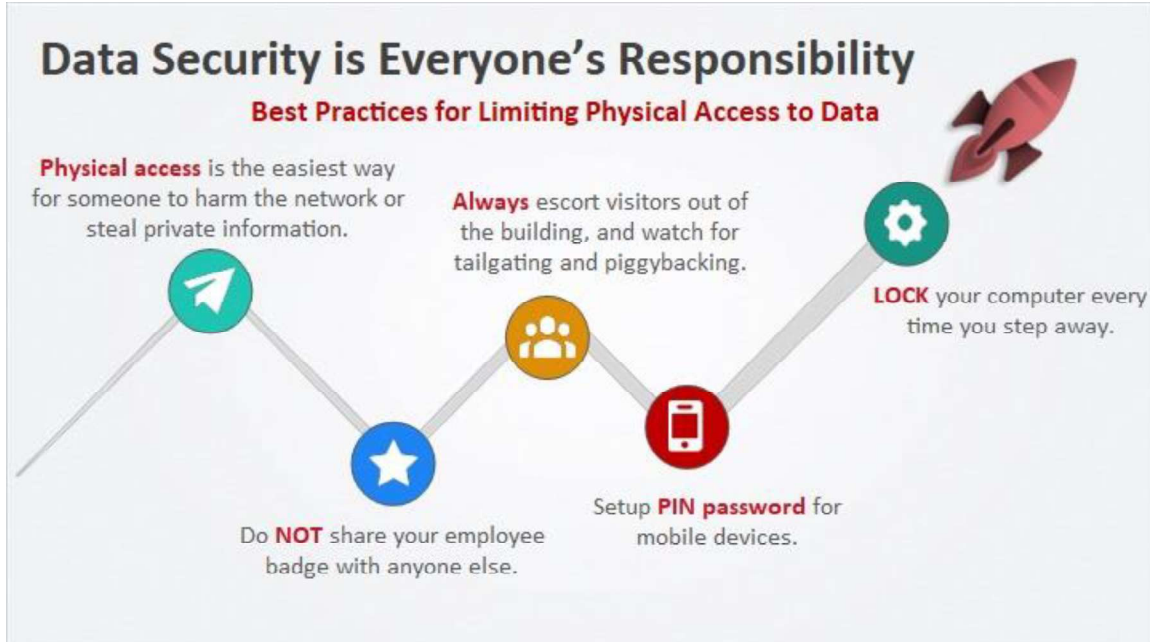 Data Security is Everyone's Responsibility
Best Practices for Limiting Physical Access to Data
Physical access is the easiest way
for someone to harm the network or
steal private information.
Do NOT share your employee
badge with anyone else.
Always escort visitors out of
the building, and watch for
tailgating and piggybacking.
Setup PIN password for
mobile devices.
LOCK your computer every
time you step away.